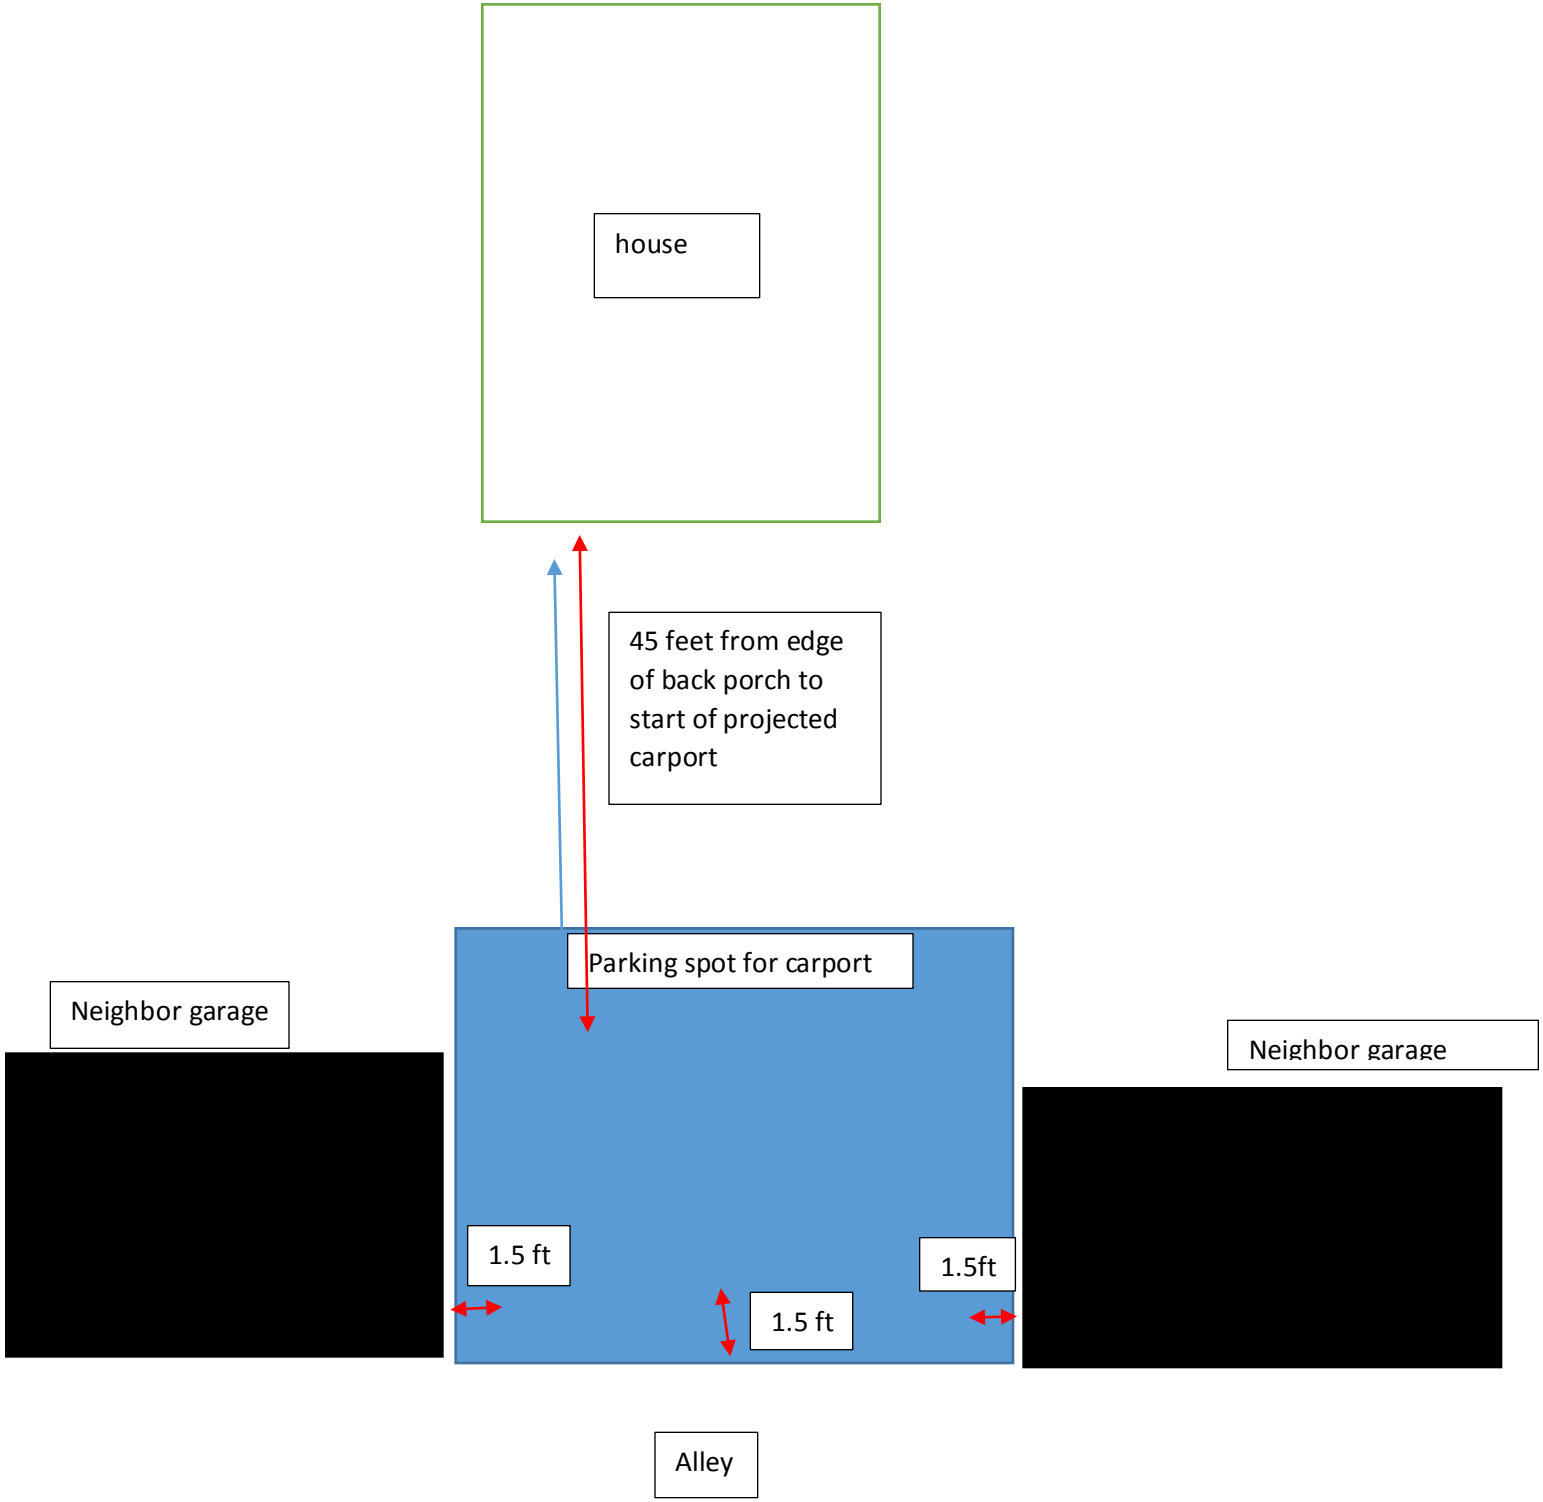 house
45 feet from edge
of back porch to
start of projected
carport
Parking spot for carport
Neighbor garage
Neighbor garage
1.5 ft
1.5ft
1.5 ft
Alley